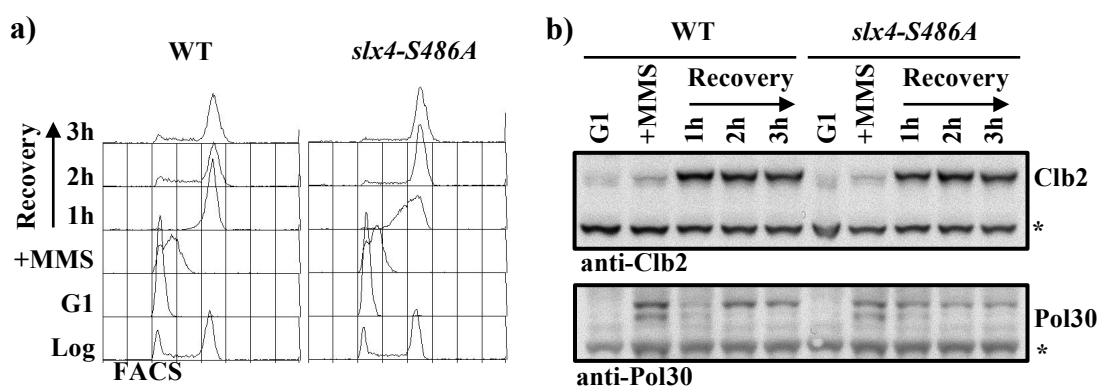 a)
WT
slx4-S486A
Recovery
3h
2h
1h
+MMS
G1
Log
FACS
b)
WT
slx4-S486A
Recovery
Recovery
G1
+MMS
1h
2h
3h
G1
+MMS
1h
2h
3h
Clb2
*
anti-Clb2
Pol30
*
anti-Pol30